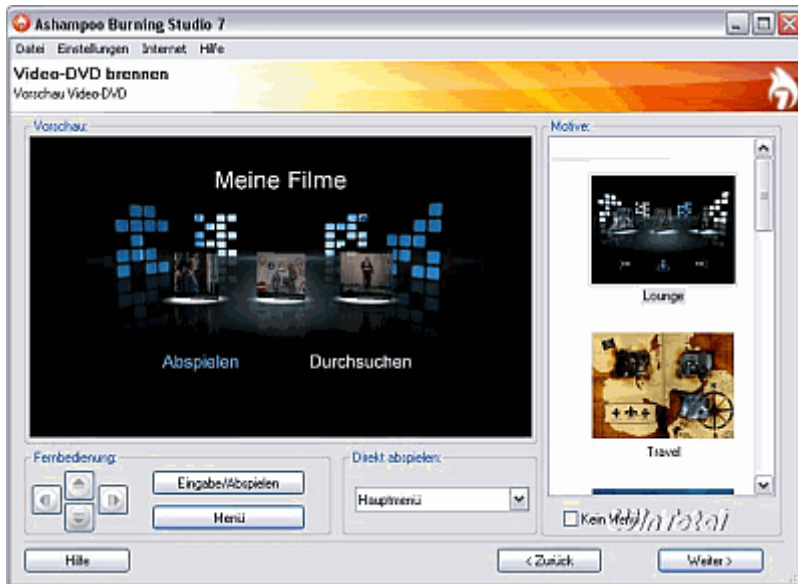 Ashampoo Burning Studio 7
Datei Einstellungen Internet Hilfe
Video-DVD brennen
Vorschau Video-DVD
Vorschau:
Meine Filme
Abspielen Durchsuchen
Motive:
Lounge
Travel
Fernbedienung:
Eingabe/Abspielen
Menü
Direkt abspielen:
Hauptmenü
Kein Menü
WinTotal
Hilfe
< Zurück
Weiter >